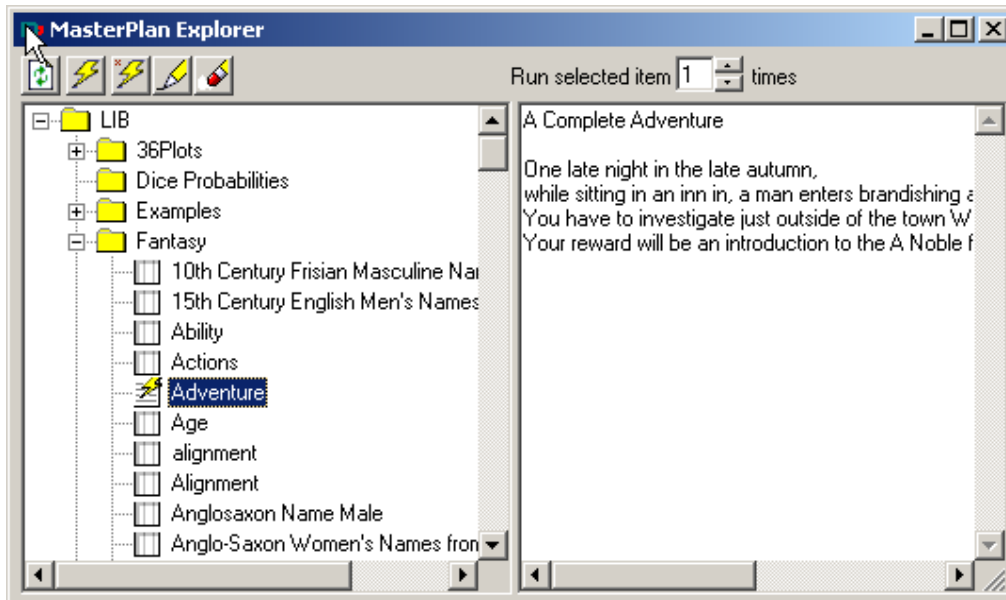 MasterPlan Explorer
Run selected item 1 times
LIB
36Plots
Dice Probabilities
Examples
Fantasy
10th Century Frisian Masculine
15th Century English Men's Names
Ability
Actions
Adventure
Age
alignment
Alignment
Anglosaxon Name Male
Anglo-Saxon Women's Names
A Complete Adventure
One late night in the late autumn,
while sitting in an inn in, a man enters brandishing
You have to investigate just outside of the town
Your reward will be an introduction to the A Noble